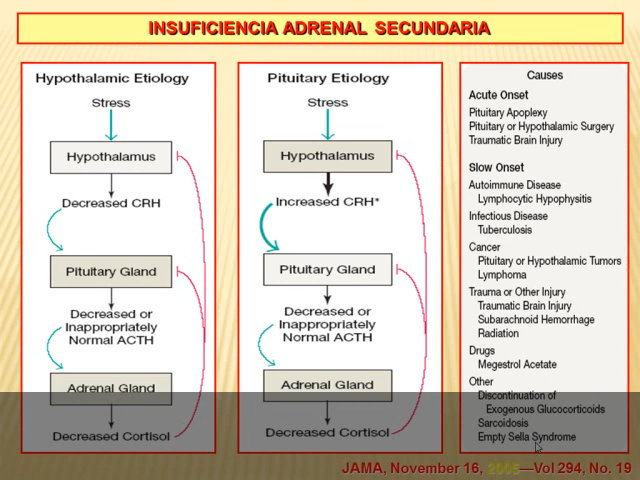 INSUFICIENCIA ADRENAL SECUNDARIA
Hypothalamic Etiology
Stress
Hypothalamus
Decreased CRH
Pituitary Gland
Decreased or
Inappropriately
Normal ACTH
Adrenal Gland
Decreased Cortisol
Pituitary Etiology
Stress
Hypothalamus
Increased CRH*
Pituitary Gland
Decreased or
Inappropriately
Normal ACTH
Adrenal Gland
Decreased Cortisol
Causes
Acute Onset
Pituitary Apoplexy
Pituitary or Hypothalamic Surgery
Traumatic Brain Injury
Slow Onset
Autoimmune Disease
Lymphocytic Hypophysitis
Infectious Disease
Tuberculosis
Cancer
Pituitary or Hypothalamic Tumors
Lymphoma
Trauma or Other Injury
Traumatic Brain Injury
Subarachnoid Hemorrhage
Radiation
Drugs
Megestrol Acetate
Other
Discontinuation of
Exogenous Glucocorticoids
Sarcoidosis
Empty Sella Syndrome
JAMA, November 16, 2005—Vol 294, No. 19